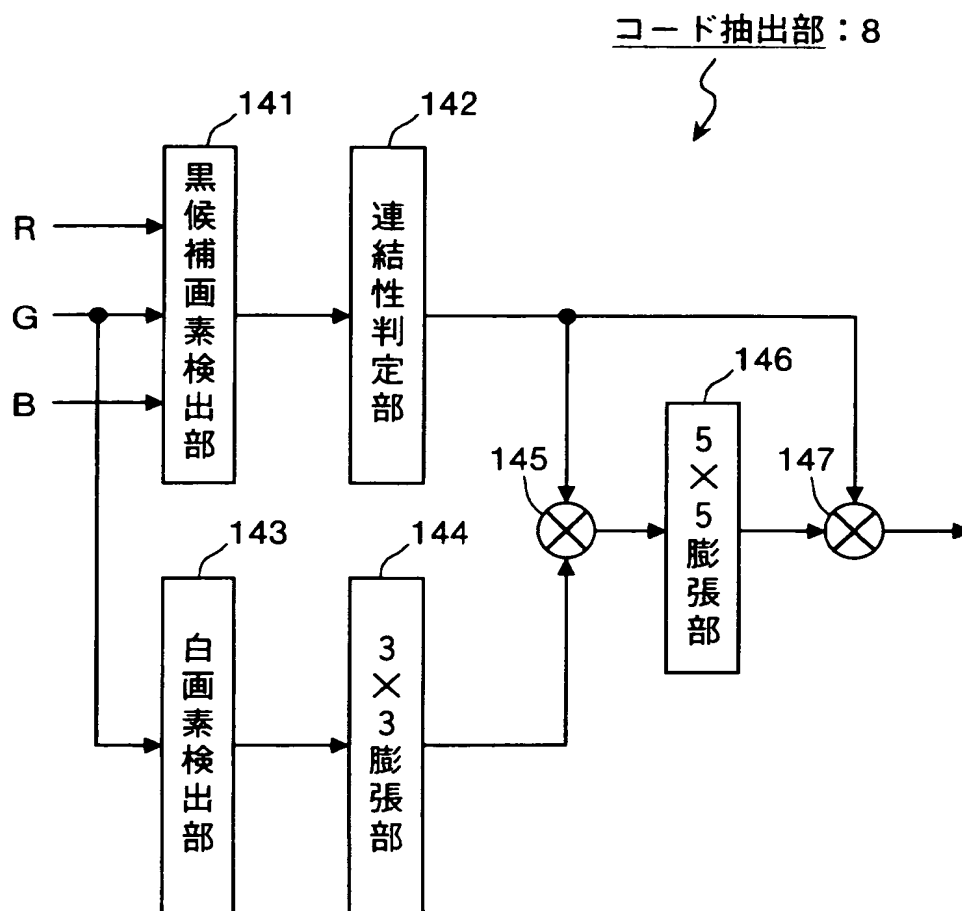 コード抽出部：8
141
142
黒候補画素検出部
連結性判定部
R
G
B
143
144
白画素検出部
3×3膨張部
145
146
5×5膨張部
147